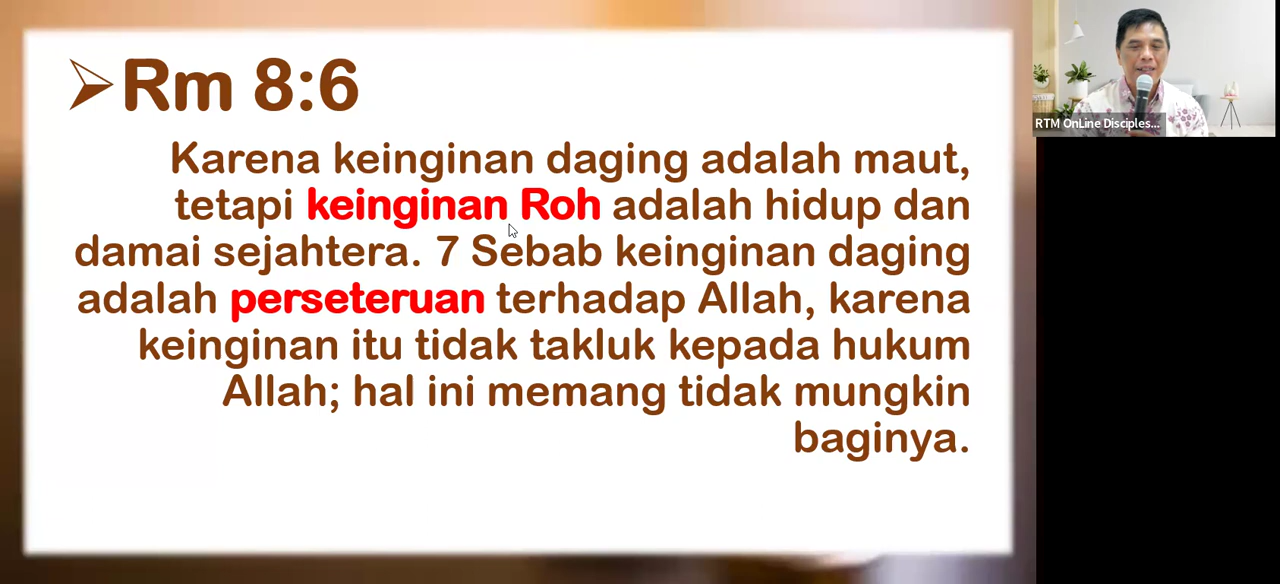 Rm 8:6
Karena keinginan daging adalah maut,
tetapi keinginan Roh adalah hidup dan
damai sejahtera. 7 Sebab keinginan daging
adalah perseteruan terhadap Allah, karena
keinginan itu tidak takluk kepada hukum
Allah; hal ini memang tidak mungkin
baginya.
RTM OnLine Disciples...